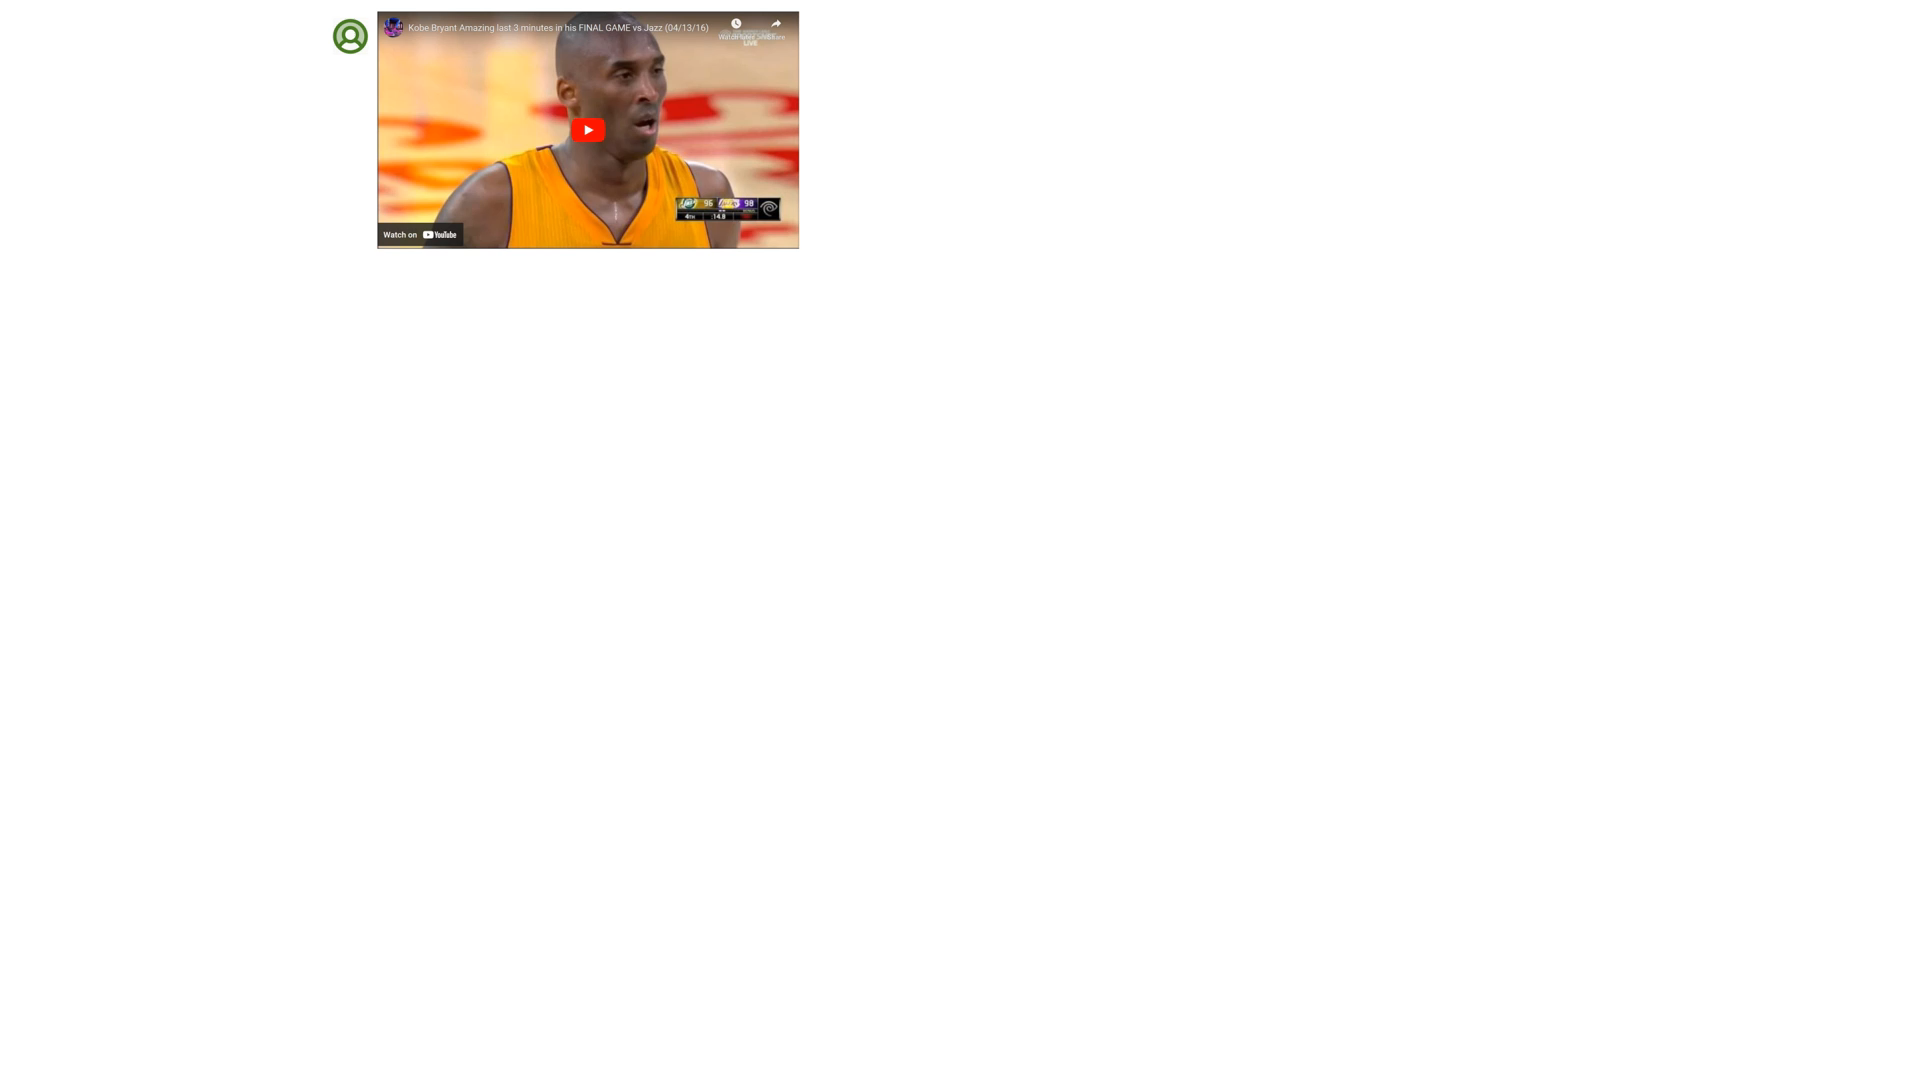 Kobe Bryant Amazing last 3 minutes in his FINAL GAME vs Jazz (04/13/16)
LIVE
96 98
4TH 14.8
Watch on YouTube